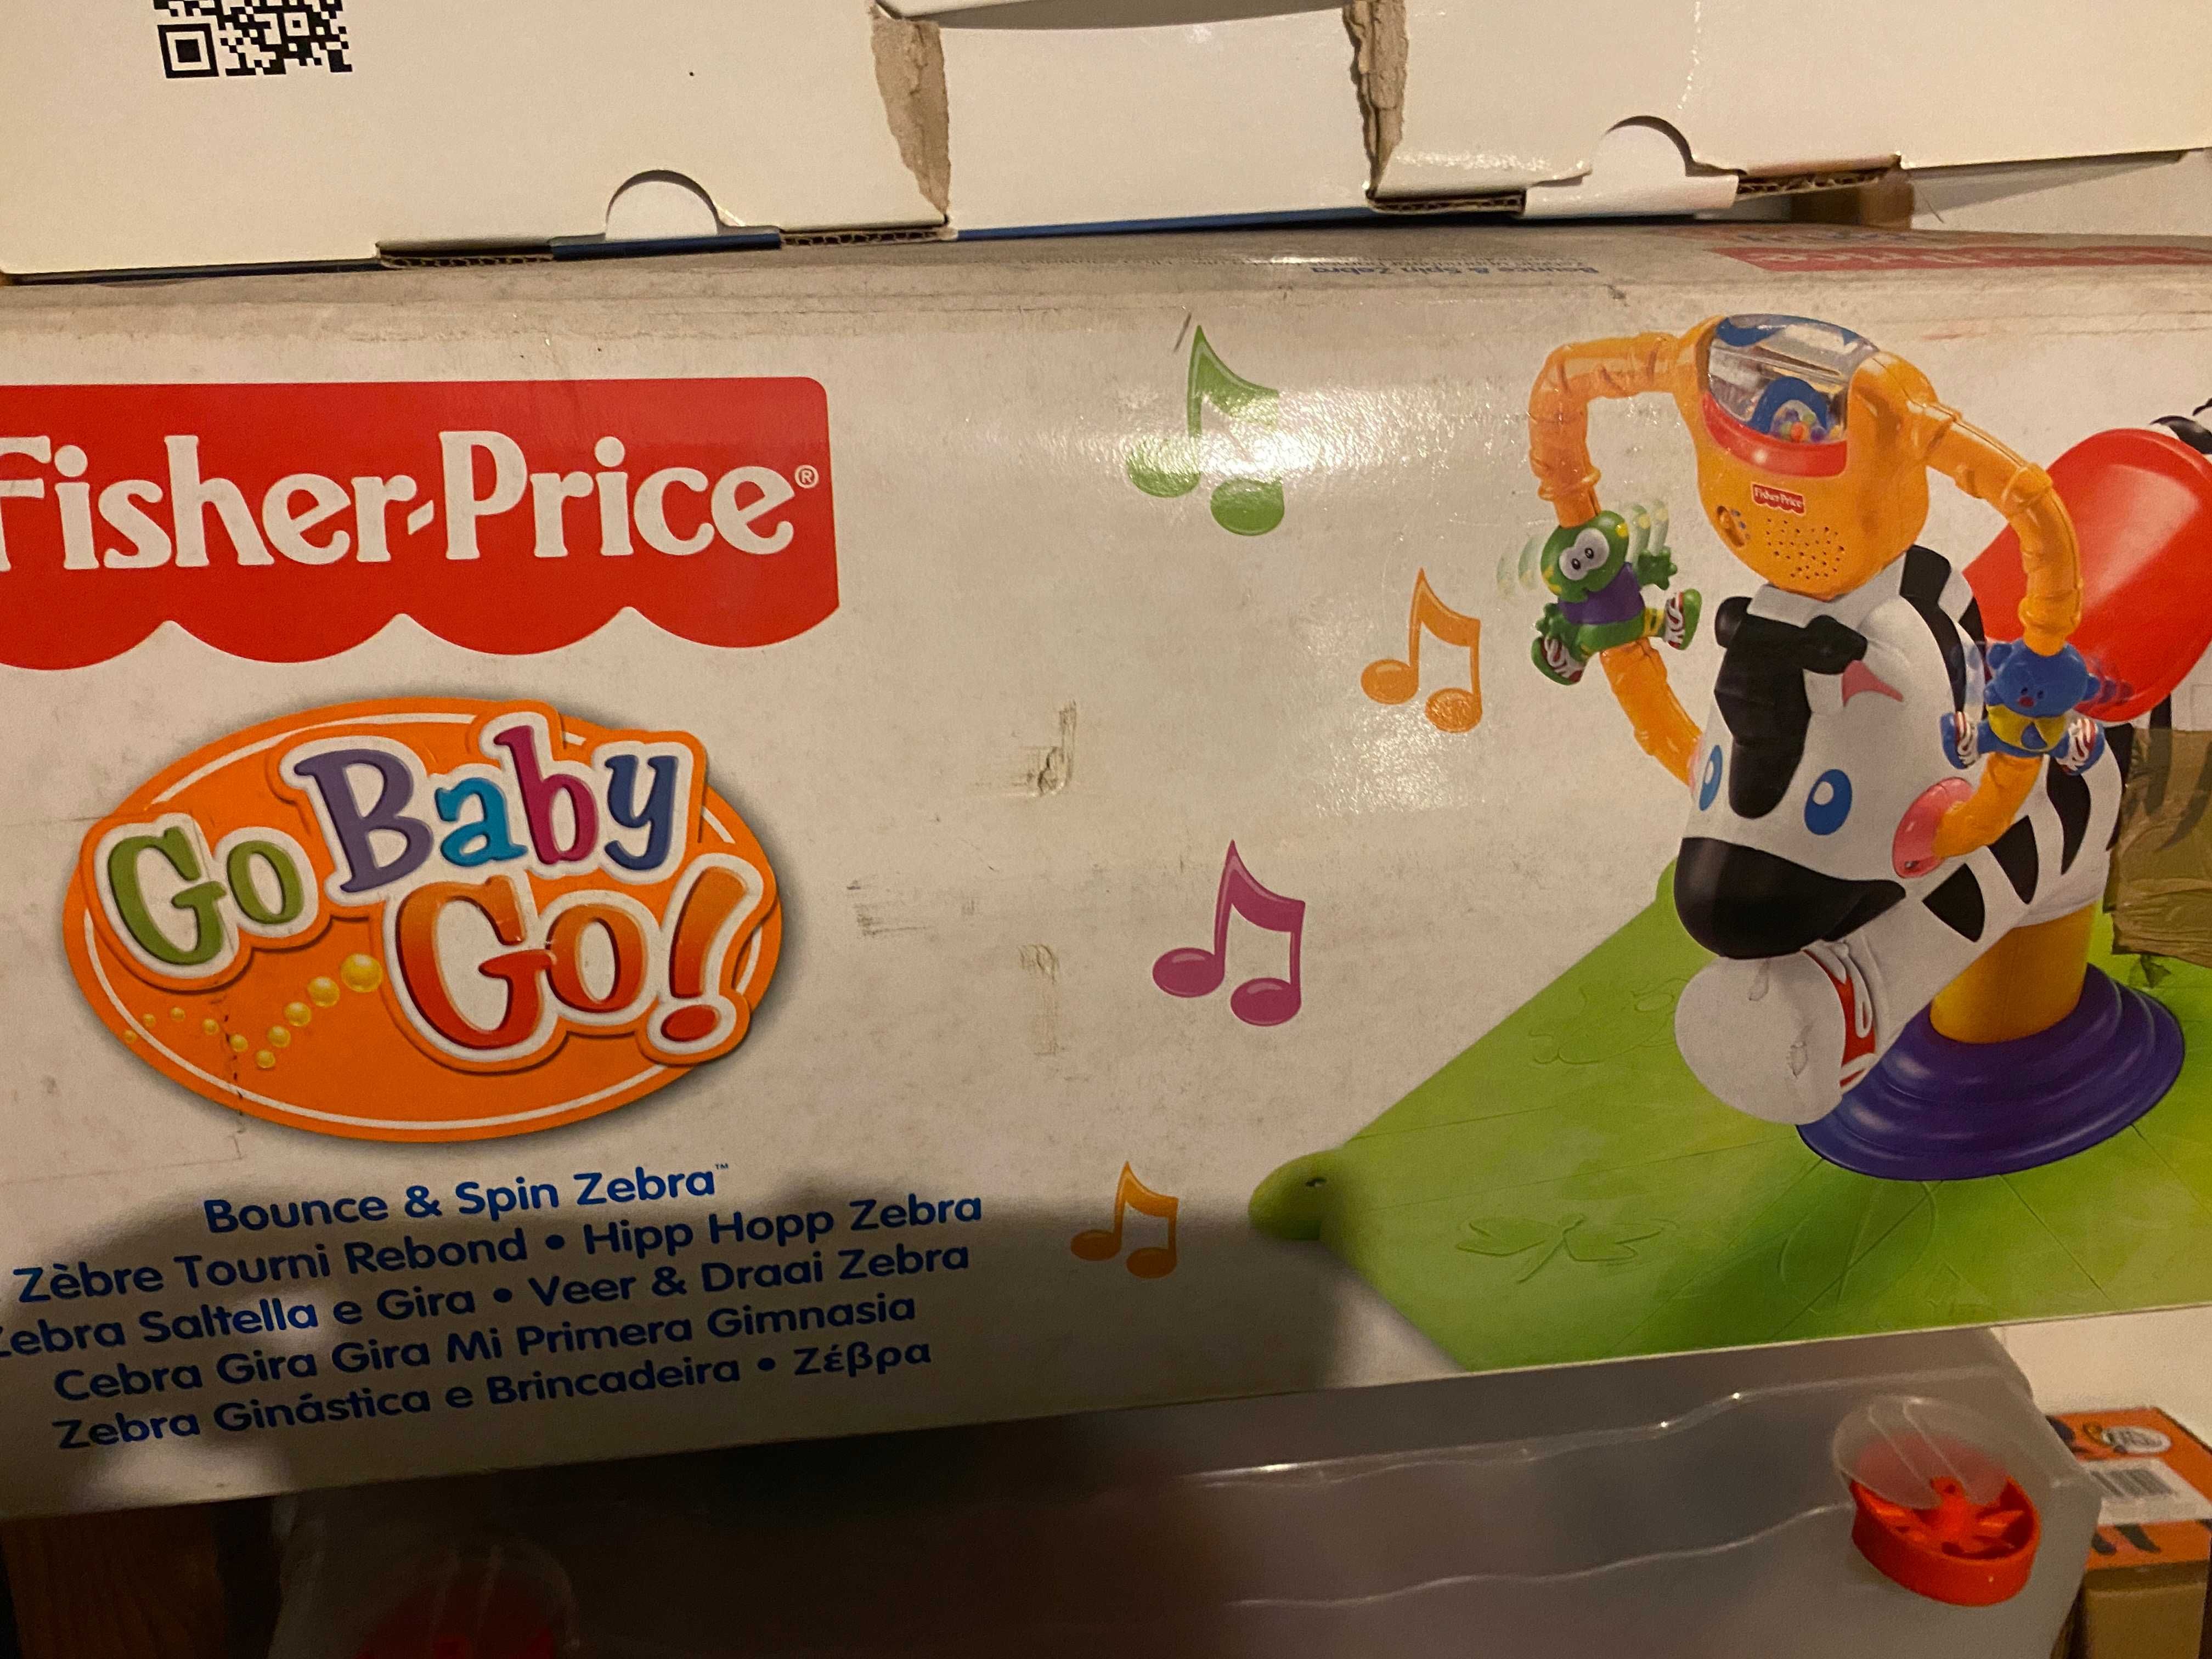 Bounce & Spin Zebra
Fisher-Price®
Fisher-Price
Go Baby
Go!
Bounce & Spin Zebra™
Zèbre Tourni Rebond • Hipp Hopp Zebra
Zebra Saltella e Gira • Veer & Draai Zebra
Cebra Gira Gira Mi Primera Gimnasia
Zebra Ginástica e Brincadeira • Ζέβρα